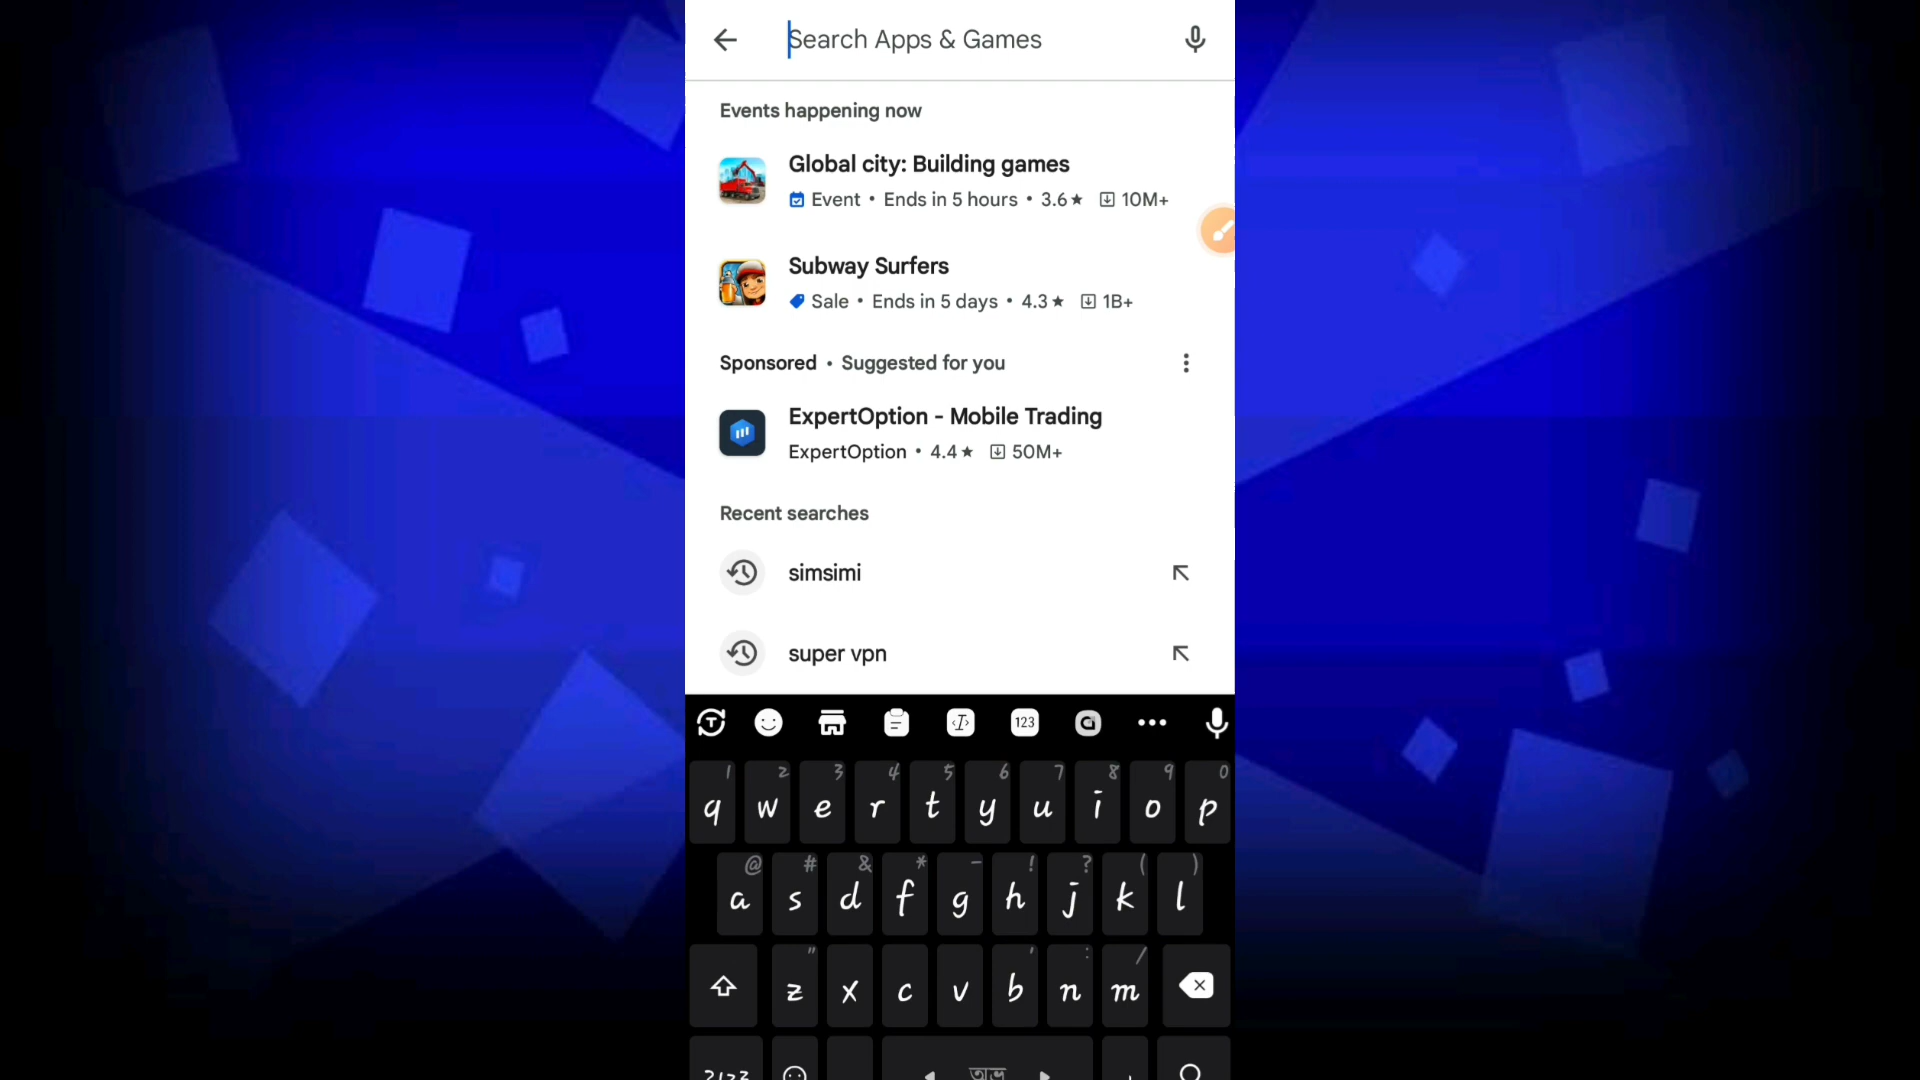 Search Apps & Games
Events happening now
Global city: Building games
Event • Ends in 5 hours • 3.6★ 10M+
Subway Surfers
Sale • Ends in 5 days • 4.3★ 1B+
Sponsored • Suggested for you
ExpertOption - Mobile Trading
ExpertOption • 4.4★ 50M+
Recent searches
simsimi
super vpn
123
1 2 3 4 5 6 7 8 9 0
q w e r t y u i o p
@ # & * - ! ? ( )
a s d f g h j k l
" ' : /
z x c v b n m
?123